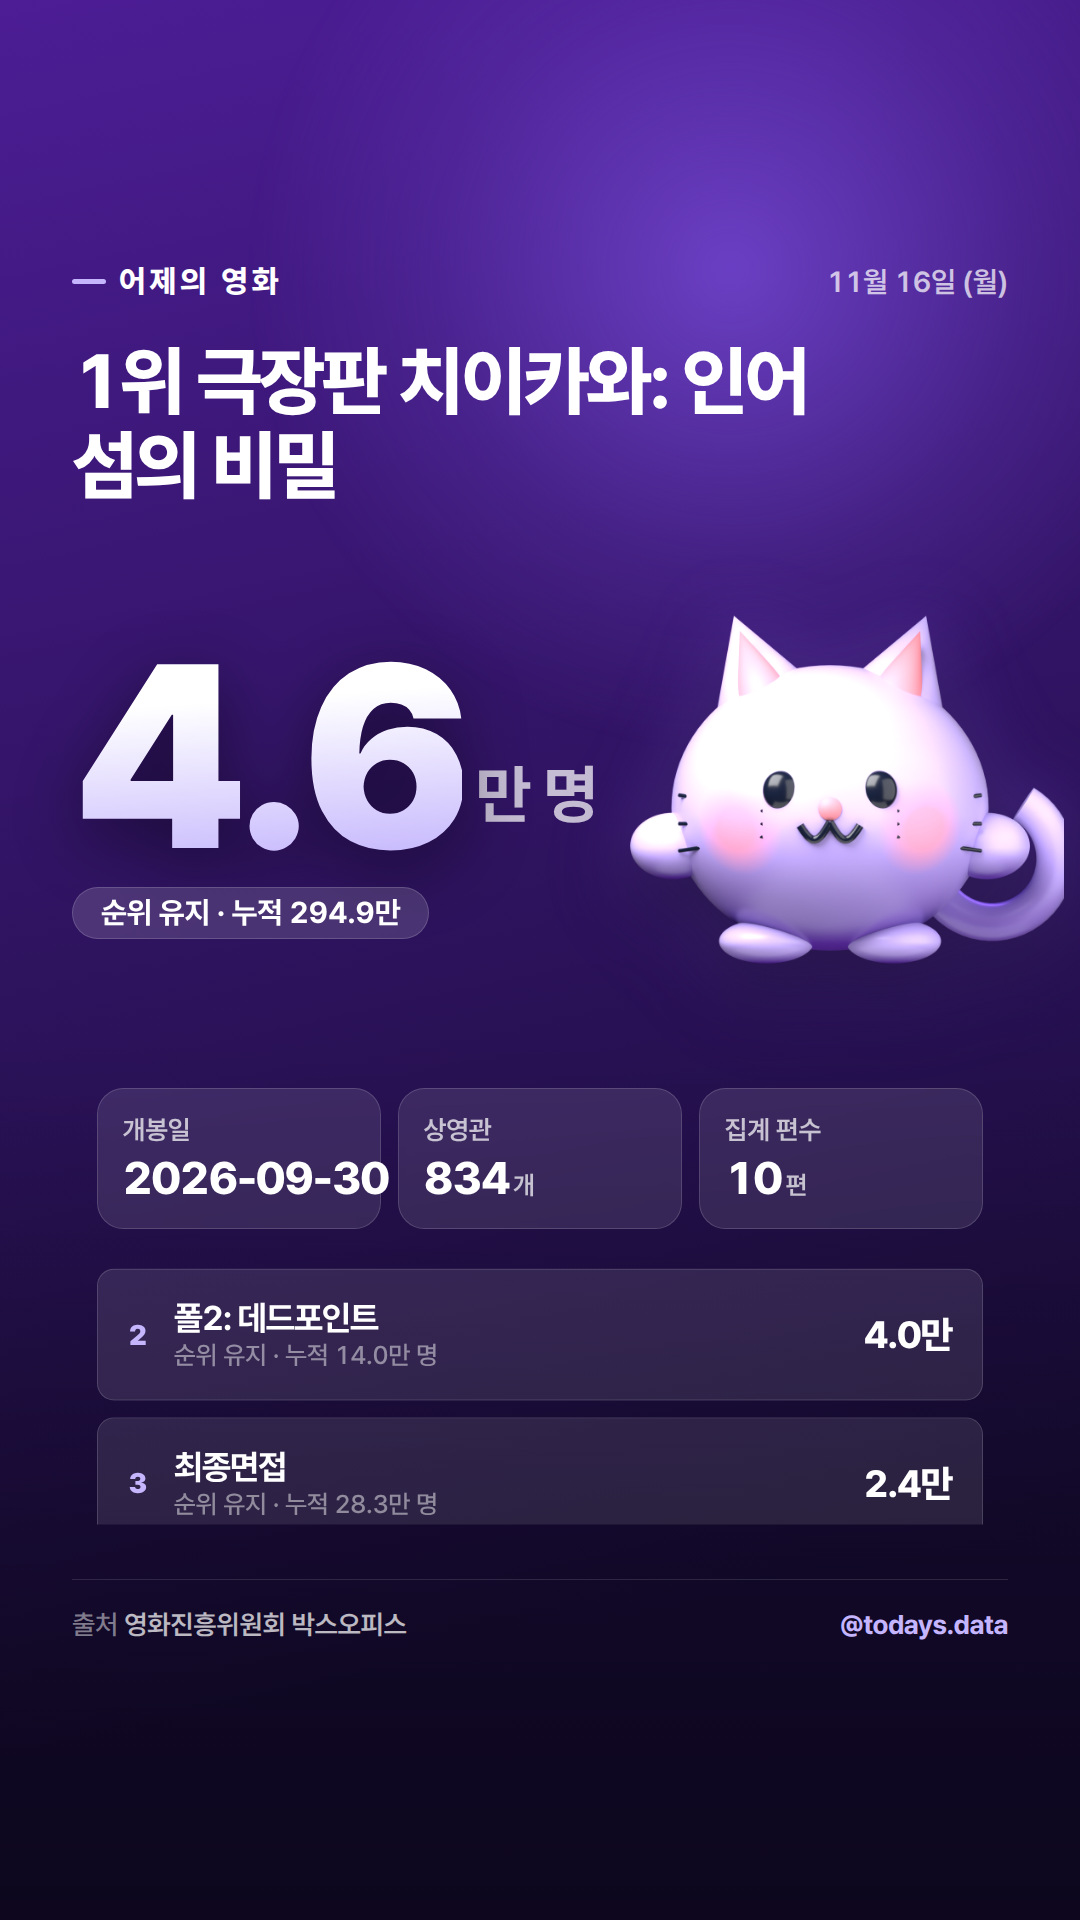 어제의 영화
11월 16일 (월)
1위 극장판 치이카와: 인어
섬의 비밀
4.6만 명
순위 유지 · 누적 294.9만
개봉일
2026-09-30
상영관
834개
집계 편수
10편
2
폴2: 데드포인트
순위 유지 · 누적 14.0만 명
4.0만
3
최종면접
순위 유지 · 누적 28.3만 명
2.4만
출처 영화진흥위원회 박스오피스
@todays.data